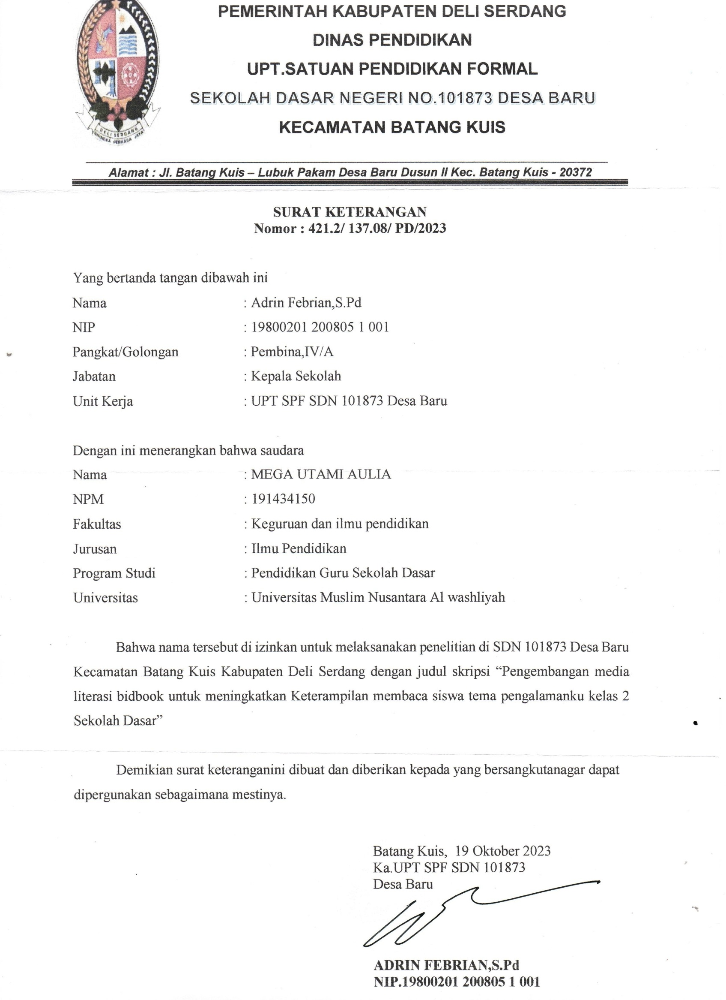 PEMERINTAH KABUPATEN DELI SERDANG
DINAS PENDIDIKAN
UPT.SATUAN PENDIDIKAN FORMAL
SEKOLAH DASAR NEGERI NO.101873 DESA BARU
KECAMATAN BATANG KUIS
DELI SERDANG
BHINNEKA PERKASA JAYA
Alamat : Jl. Batang Kuis – Lubuk Pakam Desa Baru Dusun II Kec. Batang Kuis - 20372
SURAT KETERANGAN
Nomor : 421.2/ 137.08/ PD/2023
Yang bertanda tangan dibawah ini
Nama : Adrin Febrian,S.Pd
NIP : 19800201 200805 1 001
Pangkat/Golongan : Pembina,IV/A
Jabatan : Kepala Sekolah
Unit Kerja : UPT SPF SDN 101873 Desa Baru
Dengan ini menerangkan bahwa saudara
Nama : MEGA UTAMI AULIA
NPM : 191434150
Fakultas : Keguruan dan ilmu pendidikan
Jurusan : Ilmu Pendidikan
Program Studi : Pendidikan Guru Sekolah Dasar
Universitas : Universitas Muslim Nusantara Al washliyah
Bahwa nama tersebut di izinkan untuk melaksanakan penelitian di SDN 101873 Desa Baru
Kecamatan Batang Kuis Kabupaten Deli Serdang dengan judul skripsi “Pengembangan media
literasi bidbook untuk meningkatkan Keterampilan membaca siswa tema pengalamanku kelas 2
Sekolah Dasar”
Demikian surat keteranganini dibuat dan diberikan kepada yang bersangkutanagar dapat
dipergunakan sebagaimana mestinya.
Batang Kuis, 19 Oktober 2023
Ka.UPT SPF SDN 101873
Desa Baru
ADRIN FEBRIAN,S.Pd
NIP.19800201 200805 1 001